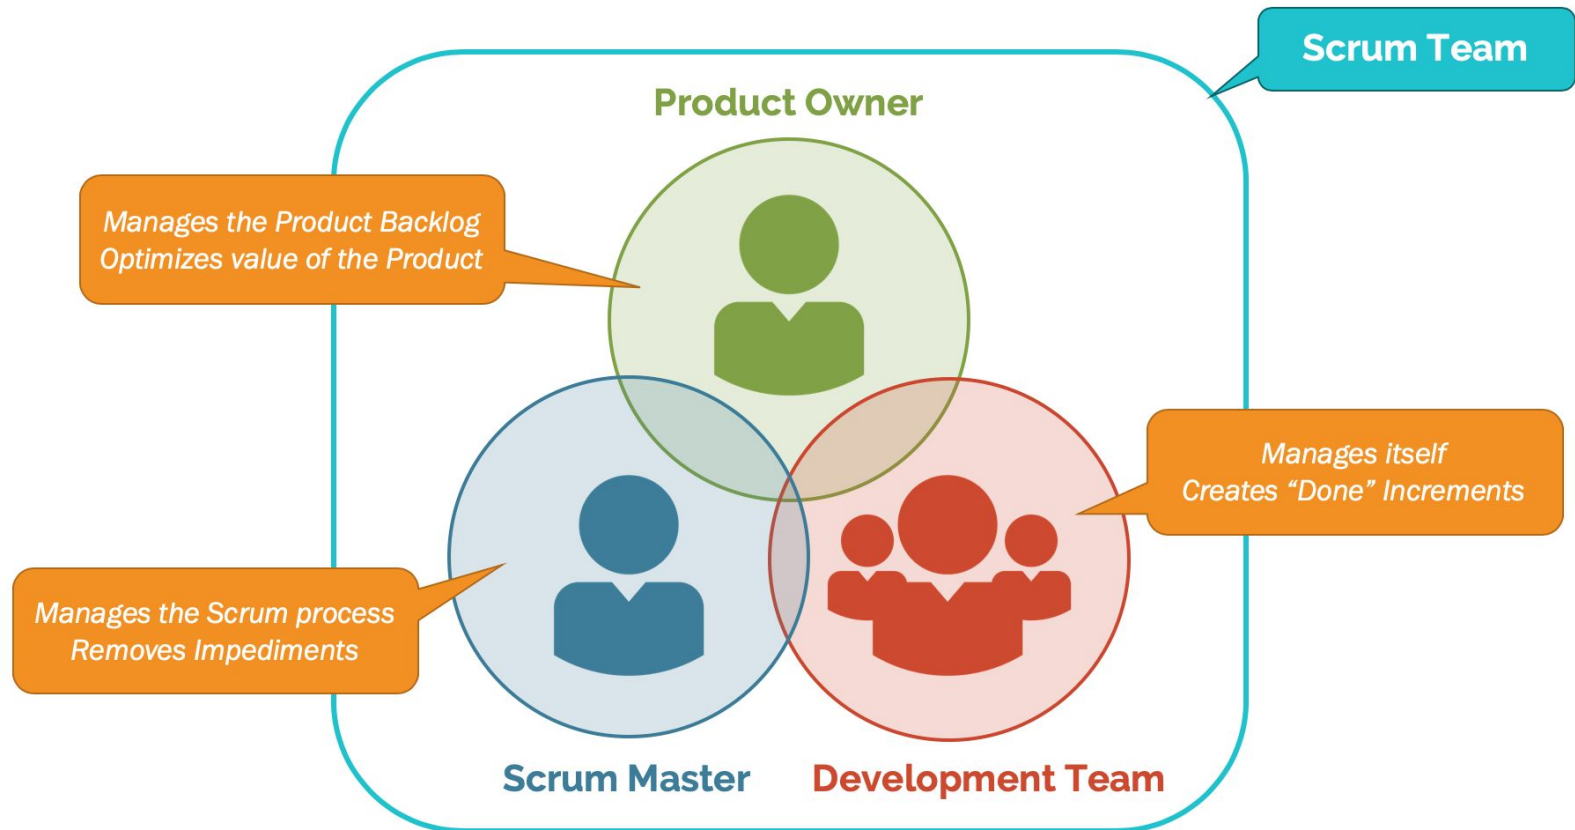 Scrum Team
Product Owner
Manages the Product Backlog
Optimizes value of the Product
Manages itself
Creates “Done” Increments
Manages the Scrum process
Removes Impediments
Scrum Master
Development Team